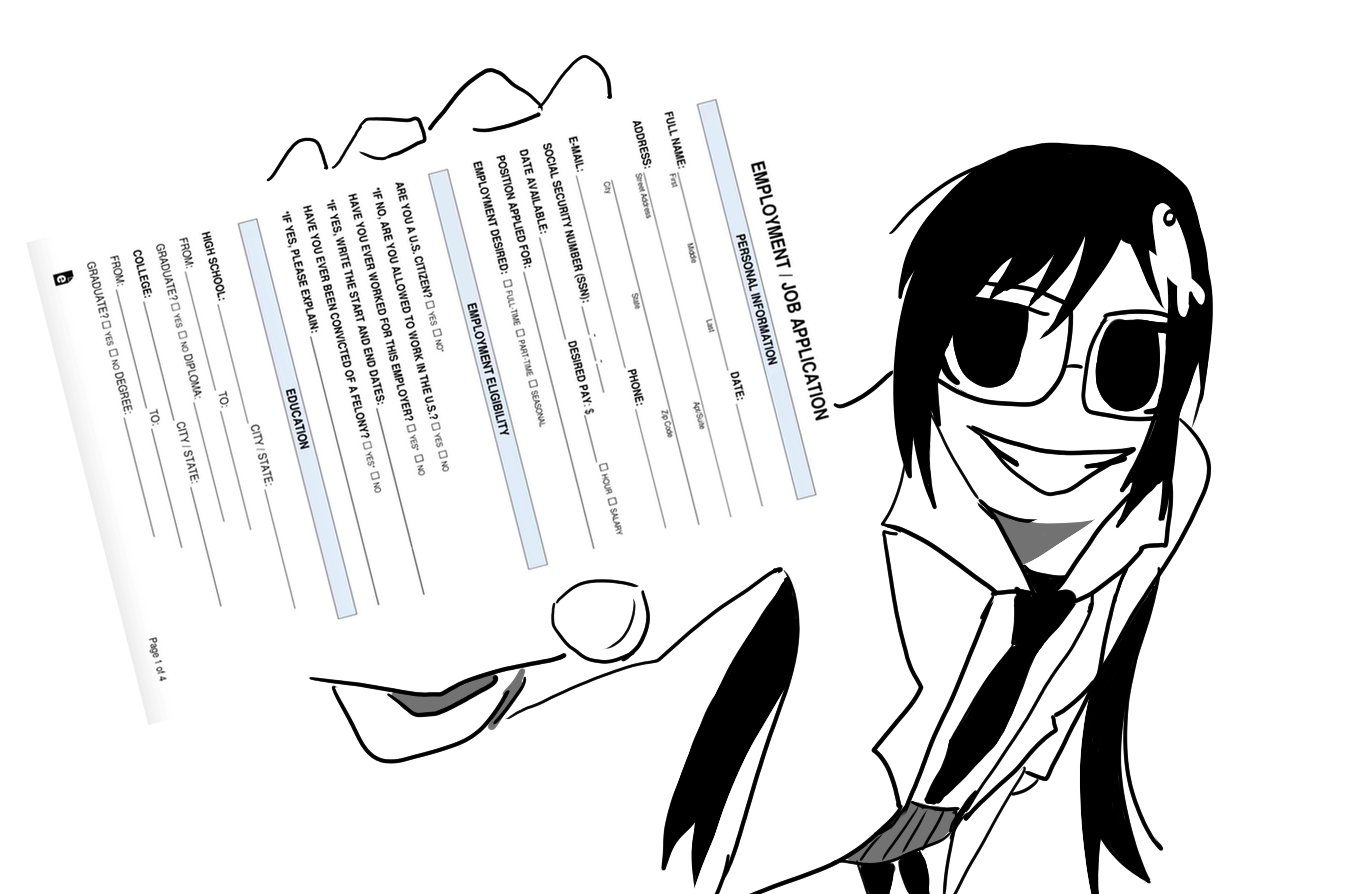 EMPLOYMENT / JOB APPLICATION
PERSONAL INFORMATION
FULL NAME: DATE:
First Middle Last
ADDRESS:
Street Address Apt/Suite
City State Zip Code
E-MAIL: PHONE:
SOCIAL SECURITY NUMBER (SSN): - -
DATE AVAILABLE: DESIRED PAY: $ ☐ HOUR ☐ SALARY
POSITION APPLIED FOR:
EMPLOYMENT DESIRED: ☐ FULL-TIME ☐ PART-TIME ☐ SEASONAL
EMPLOYMENT ELIGIBILITY
ARE YOU A U.S. CITIZEN? ☐ YES ☐ NO*
*IF NO, ARE YOU ALLOWED TO WORK IN THE U.S.? ☐ YES ☐ NO
HAVE YOU EVER WORKED FOR THIS EMPLOYER? ☐ YES* ☐ NO
*IF YES, WRITE THE START AND END DATES:
HAVE YOU EVER BEEN CONVICTED OF A FELONY? ☐ YES* ☐ NO
*IF YES, PLEASE EXPLAIN:
EDUCATION
HIGH SCHOOL: CITY / STATE:
FROM: TO:
GRADUATE? ☐ YES ☐ NO DIPLOMA:
COLLEGE: CITY / STATE:
FROM: TO:
GRADUATE? ☐ YES ☐ NO DEGREE:
e
Page 1 of 4